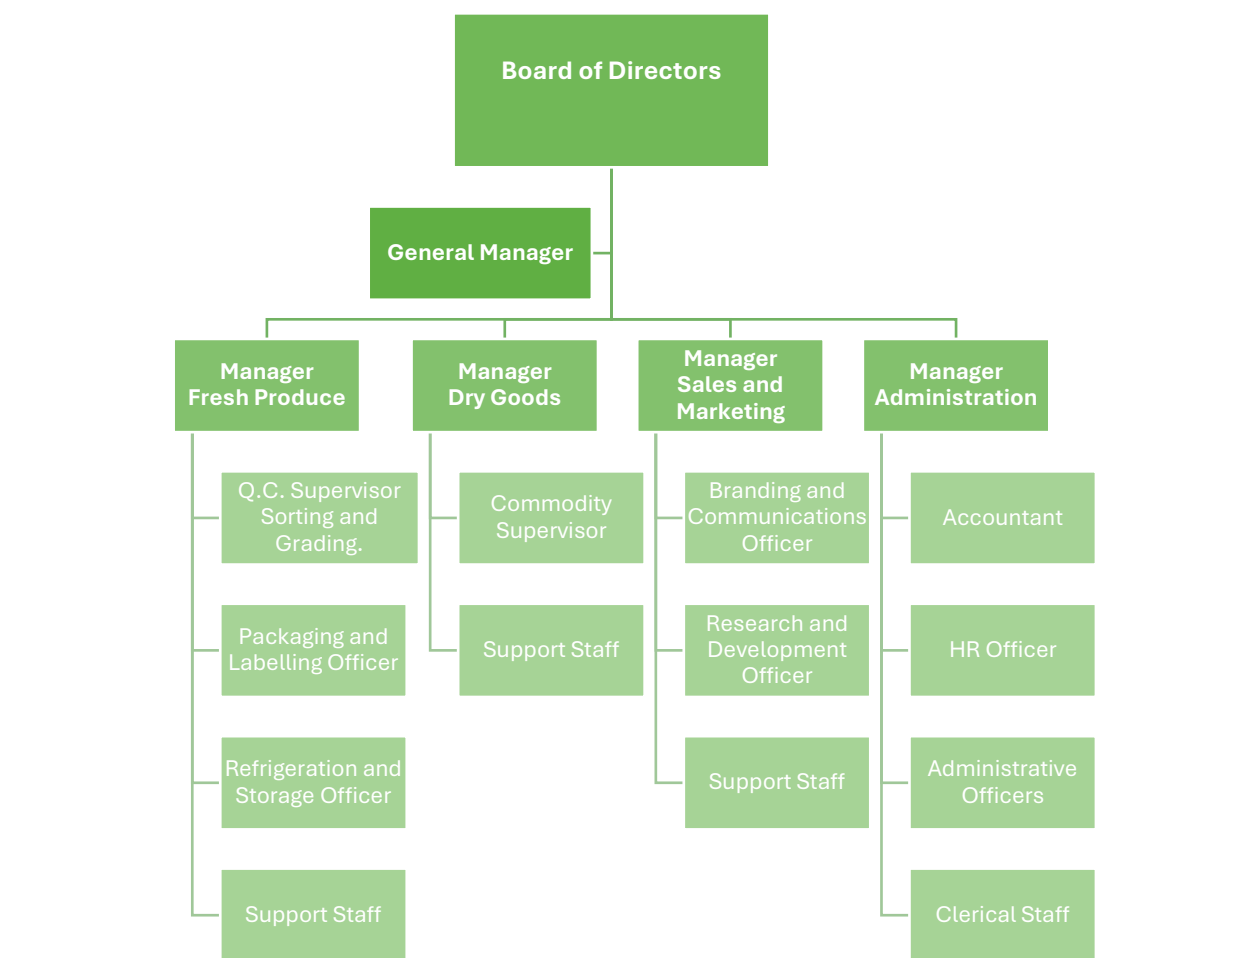 Board of Directors
General Manager
Manager
Fresh Produce
Manager
Dry Goods
Manager
Sales and
Marketing
Manager
Administration
Q.C. Supervisor
Sorting and
Grading.
Commodity
Supervisor
Branding and
Communications
Officer
Accountant
Packaging and
Labelling Officer
Support Staff
Research and
Development
Officer
HR Officer
Refrigeration and
Storage Officer
Support Staff
Administrative
Officers
Support Staff
Clerical Staff